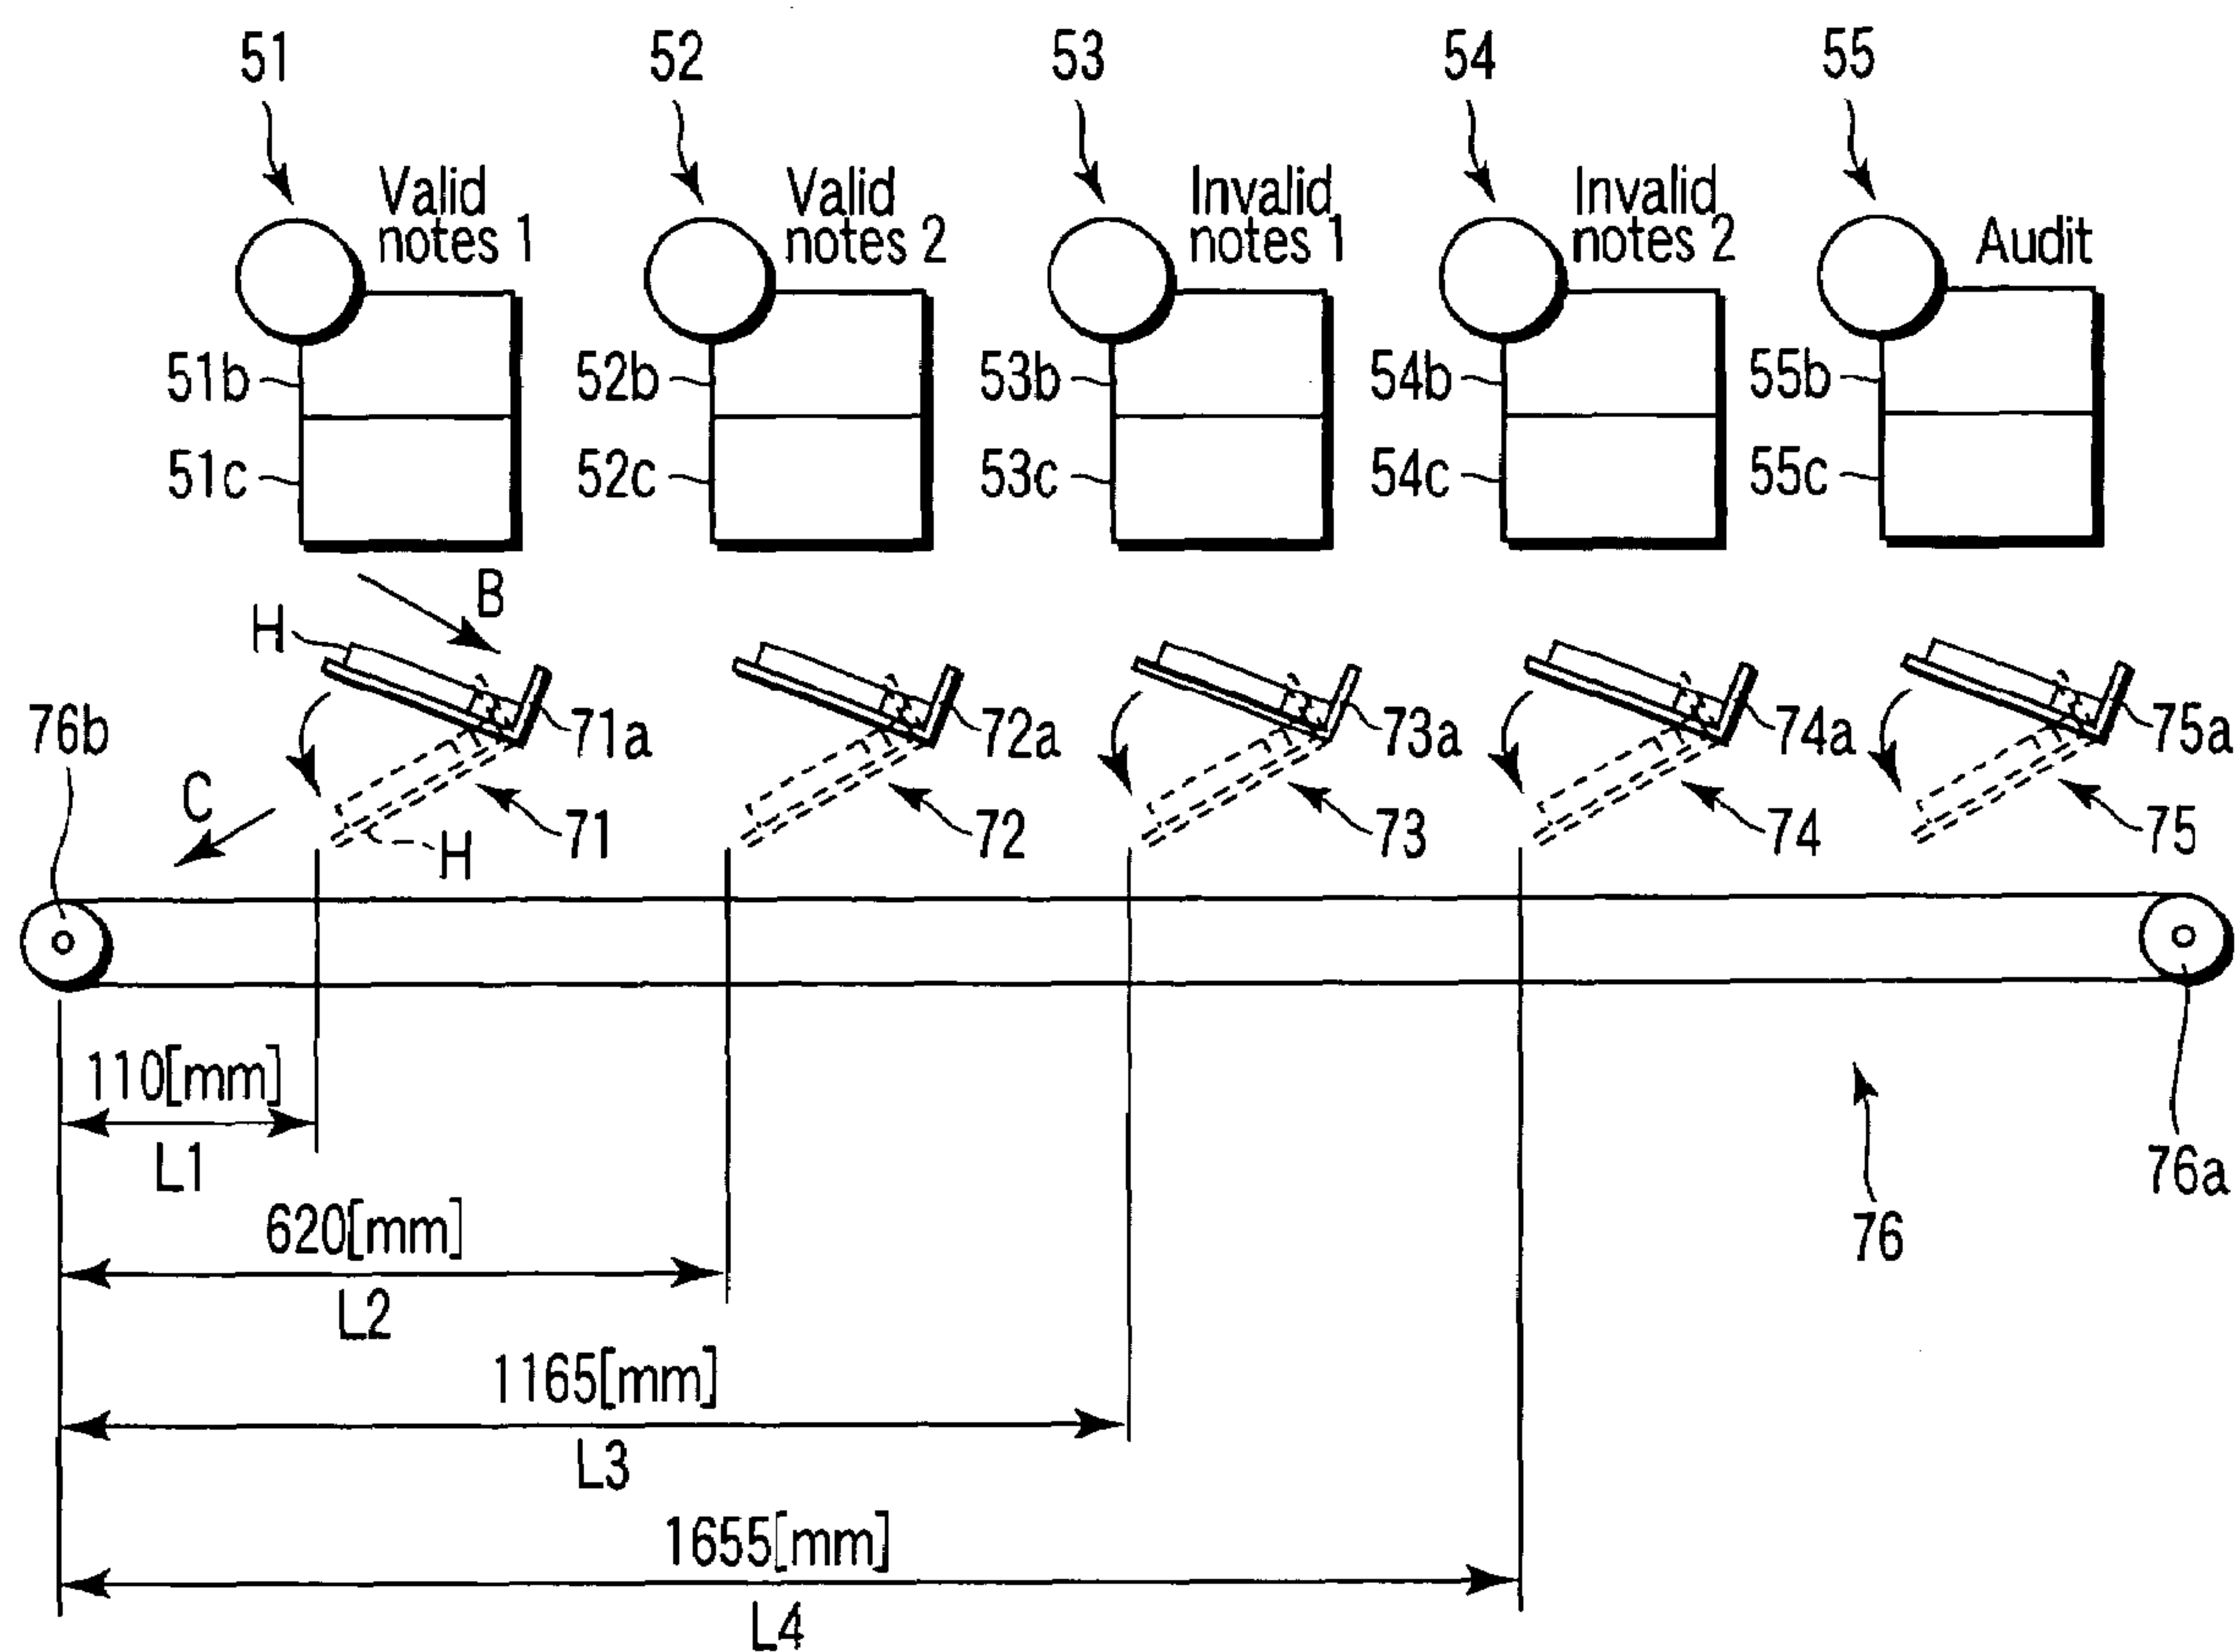 51
52
53
54
55
Valid
notes 1
Valid
notes 2
Invalid
notes 1
Invalid
notes 2
Audit
51b
52b
53b
54b
55b
51c
52c
53c
54c
55c
B
H
76b
71a
72a
73a
74a
75a
C
H
71
72
73
74
75
110[mm]
L1
76a
620[mm]
L2
76
1165[mm]
L3
1655[mm]
L4